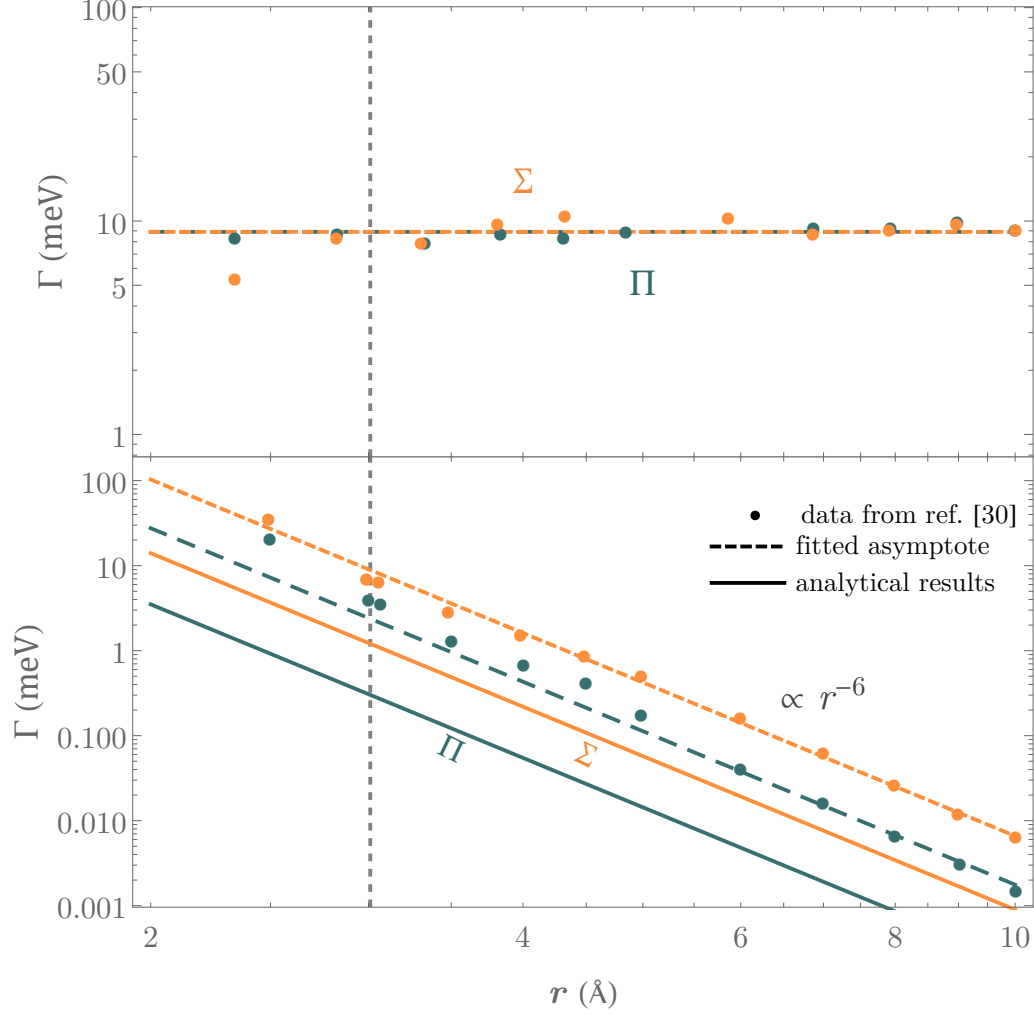 100
50
10
5
1
Γ (meV)
Σ
Π
100
10
1
0.100
0.010
0.001
Γ (meV)
data from ref. [30]
fitted asymptote
analytical results
∝ r⁻⁶
Π
Σ
2 4 6 8 10
r (Å)